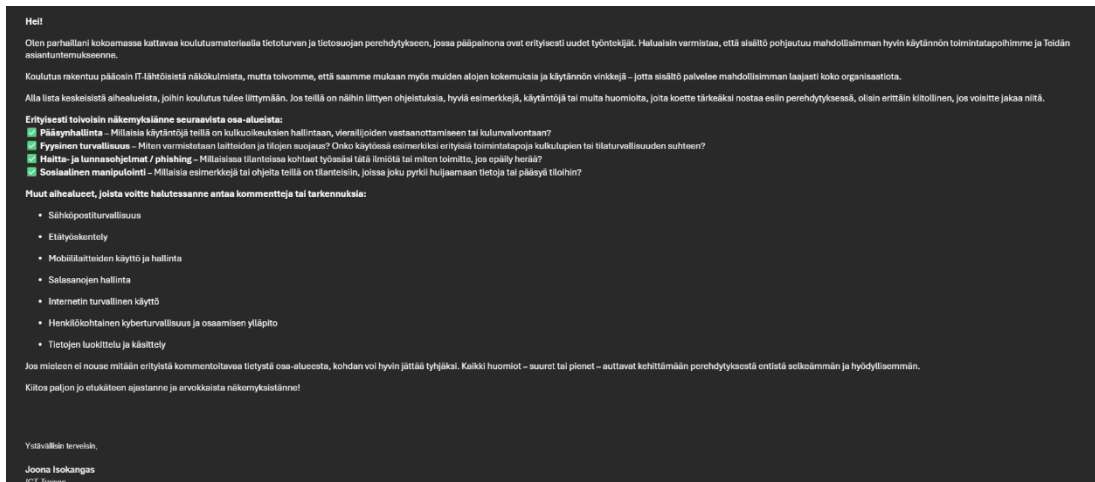 Hei!
Olen parhaillani kokoamassa kattavaa koulutusmateriaalia tietoturvan ja tietosuojan perehdytykseen, jossa pääpainona ovat erityisesti uudet työntekijät. Haluaisin varmistaa, että sisältö pohjautuu mahdollisimman hyvin käytännön toimintatapoihimme ja Teidän
asiantuntemukseenne.
Koulutus rakentuu pääosin IT-lähtöisistä näkökulmista, mutta toivomme, että saamme mukaan myös muiden alojen kokemuksia ja käytännön vinkkejä – jotta sisältö palvelee mahdollisimman laajasti koko organisaatiota.
Alla lista keskeisistä aihealueista, joihin koulutus tulee liittymään. Jos teillä on näihin liittyen ohjeistuksia, hyviä esimerkkejä, käytäntöjä tai muita huomioita, joita koette tärkeäksi nostaa esiin perehdytyksessä, olisin erittäin kiitollinen, jos voisitte jakaa niitä.
Erityisesti toivoisin näkemyksiänne seuraavista osa-alueista:
✅ Pääsynhallinta – Millaisia käytäntöjä teillä on kulkuoikeuksien hallintaan, vierailijoiden vastaanottamiseen tai kulunvalvontaan?
✅ Fyysinen turvallisuus – Miten varmistetaan laitteiden ja tilojen suojaus? Onko käytössä esimerkiksi erityisiä toimintatapoja kulkulupien tai tilaturvallisuuden suhteen?
✅ Haitta- ja lunnasohjelmat / phishing – Millaisissa tilanteissa kohtaat työssäsi tätä ilmiötä tai miten toimitte, jos epäily herää?
✅ Sosiaalinen manipulointi – Millaisia esimerkkejä tai ohjeita teillä on tilanteisiin, joissa joku pyrkii huijaamaan tietoja tai pääsyä tiloihin?
Muut aihealueet, joista voitte halutessanne antaa kommentteja tai tarkennuksia:
• Sähköpostiturvallisuus
• Etätyöskentely
• Mobiililaitteiden käyttö ja hallinta
• Salasanojen hallinta
• Internetin turvallinen käyttö
• Henkilökohtainen kyberturvallisuus ja osaamisen ylläpito
• Tietojen luokittelu ja käsittely
Jos mieleen ei nouse mitään erityistä kommentoitavaa tietystä osa-alueesta, kohdan voi hyvin jättää tyhjäksi. Kaikki huomiot – suuret tai pienet – auttavat kehittämään perehdytyksestä entistä selkeämmän ja hyödyllisemmän.
Kiitos paljon jo etukäteen ajastanne ja arvokkaista näkemyksistänne!
Ystävällisin terveisin,
Joona Isokangas
ICT Trainee